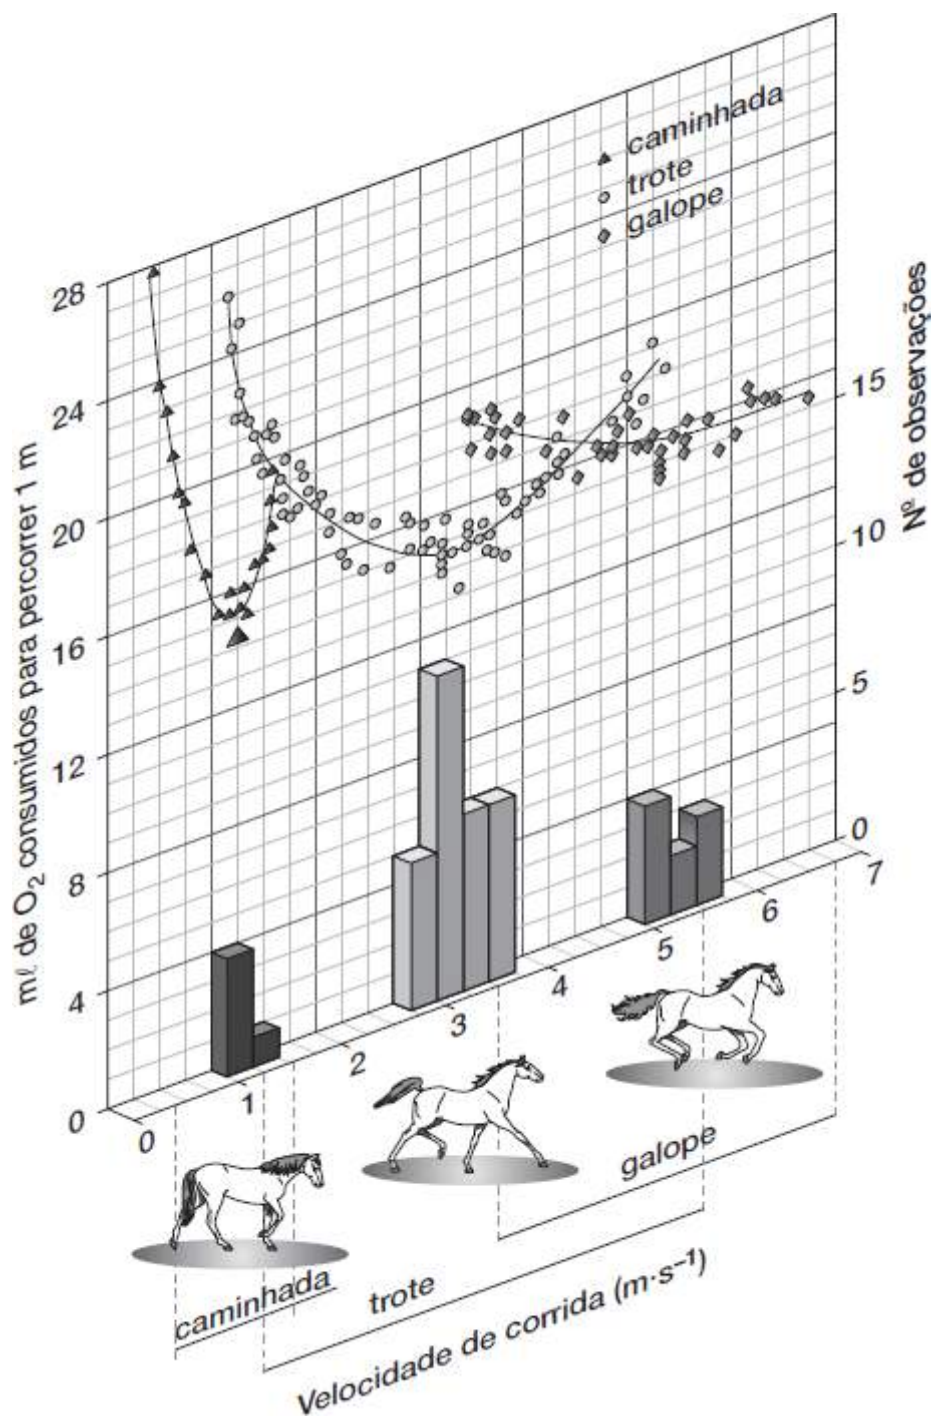 caminhada
trote
galope
28
24
20
16
12
8
4
0
mℓ de O₂ consumidos para percorrer 1 m
15
10
5
0
Nº de observações
0
1
2
3
4
5
6
7
caminhada
trote
galope
Velocidade de corrida (m·s⁻¹)